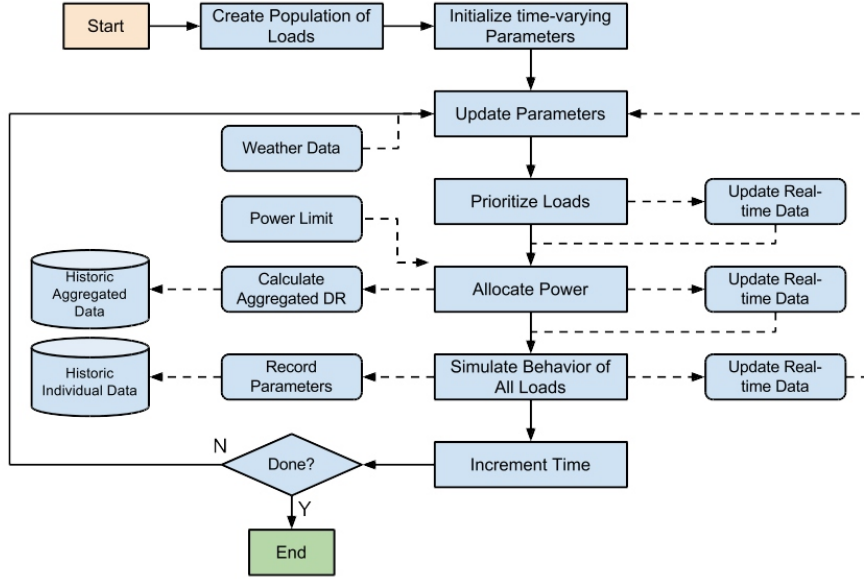 Start
Create Population of
Loads
Initialize time-varying
Parameters
Update Parameters
Weather Data
Prioritize Loads
Update Real-
time Data
Power Limit
Historic
Aggregated
Data
Calculate
Aggregated DR
Allocate Power
Update Real-
time Data
Historic
Individual Data
Record
Parameters
Simulate Behavior of
All Loads
Update Real-
time Data
N
Done?
Increment Time
Y
End